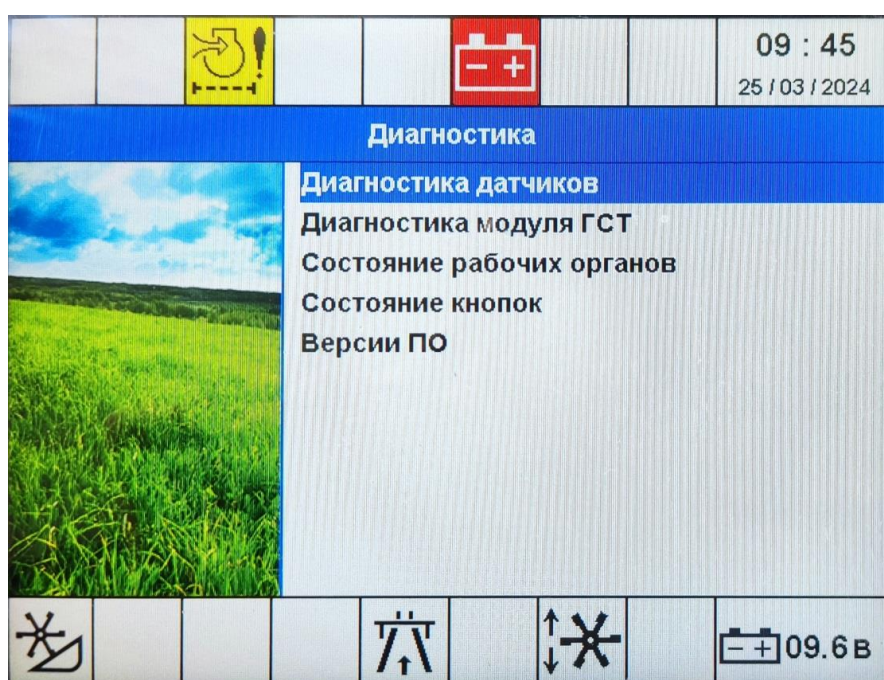 09 : 45
25 / 03 / 2024
Диагностика
Диагностика датчиков
Диагностика модуля ГСТ
Состояние рабочих органов
Состояние кнопок
Версии ПО
09.6 В